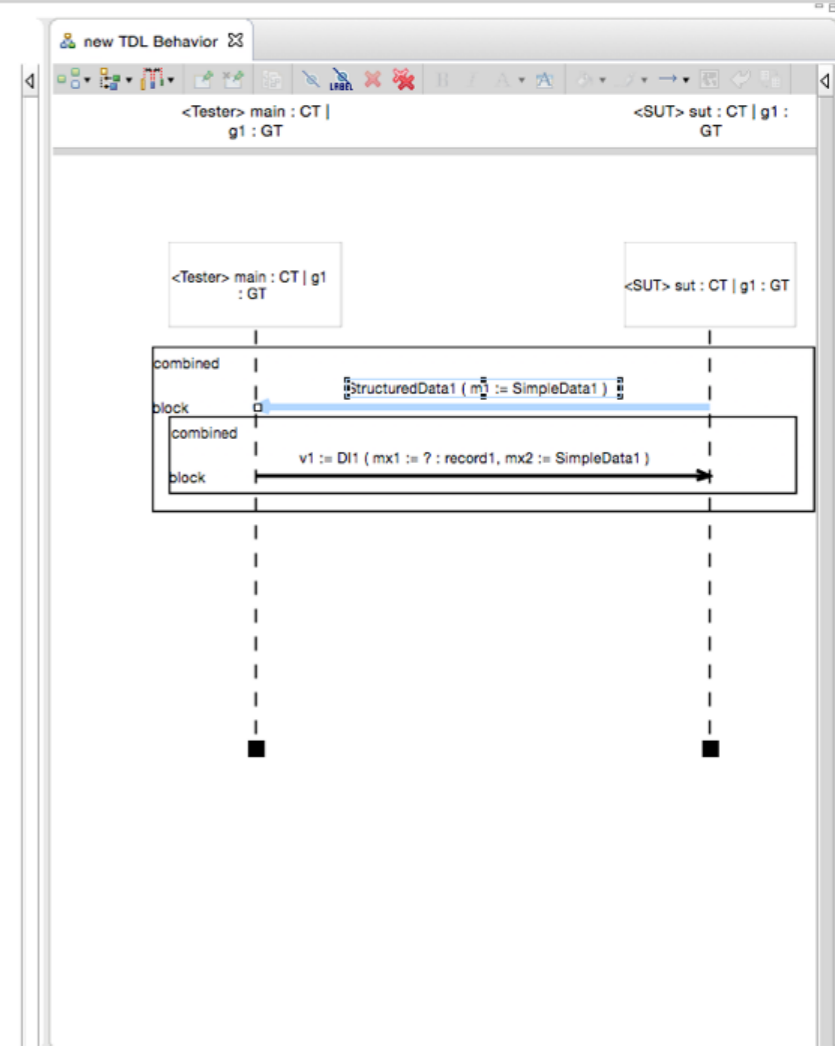 new TDL Behavior
LABEL
B I A A
<Tester> main : CT |
g1 : GT
<SUT> sut : CT | g1 :
GT
<Tester> main : CT | g1
: GT
<SUT> sut : CT | g1 : GT
combined
StructuredData1 ( m1 := SimpleData1 )
block
combined
v1 := DI1 ( mx1 := ? : record1, mx2 := SimpleData1 )
block